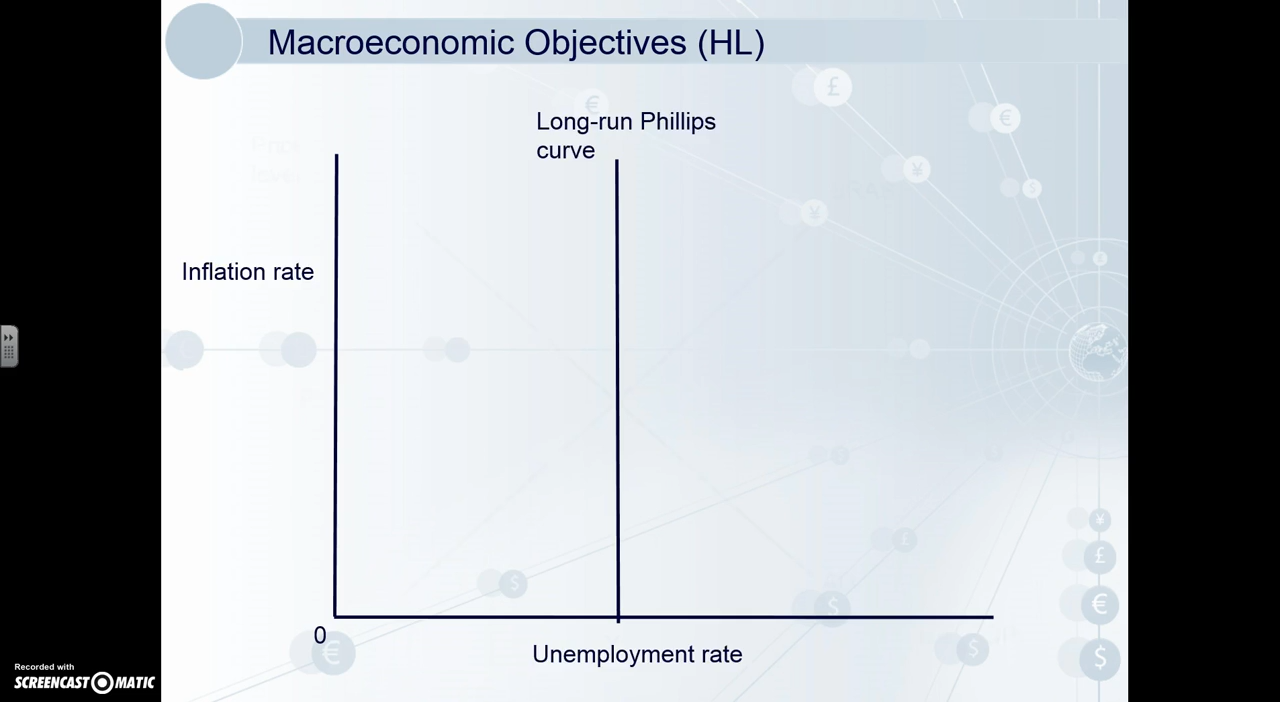 Macroeconomic Objectives (HL)
Long-run Phillips
curve
Inflation rate
0
Unemployment rate
Recorded with
SCREENCAST MATIC